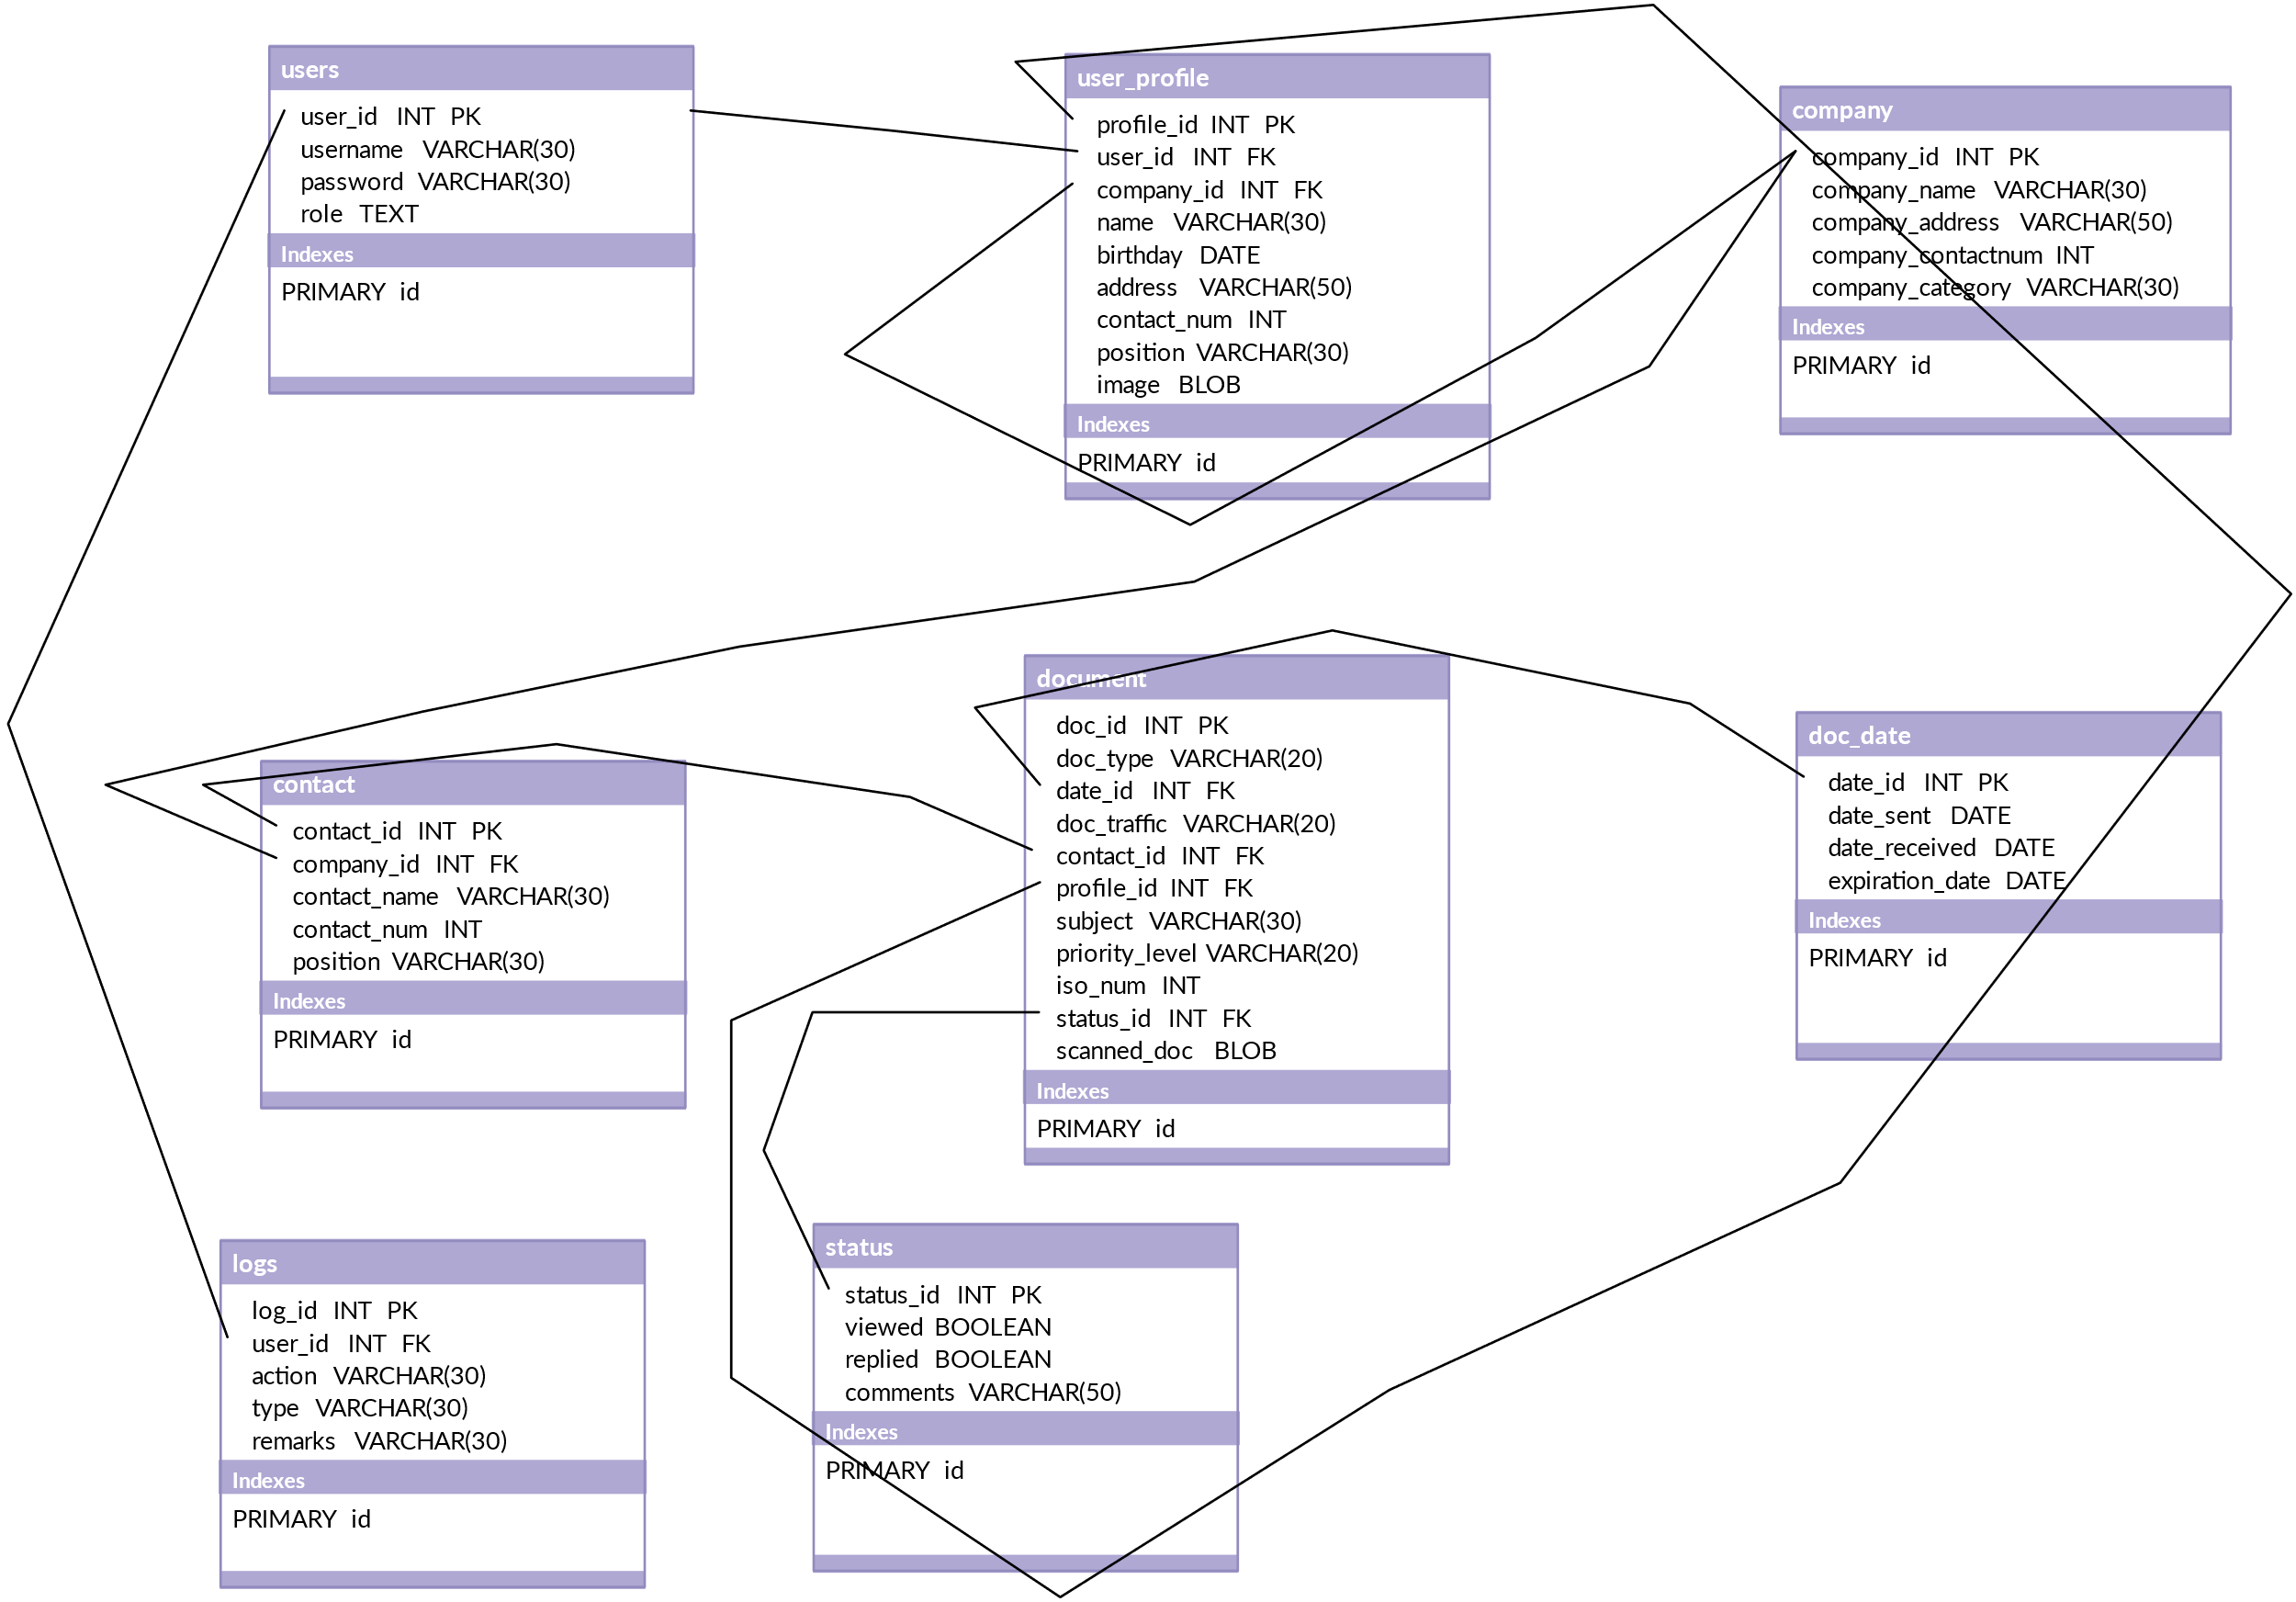 users
user_id INT PK
username VARCHAR(30)
password VARCHAR(30)
role TEXT
Indexes
PRIMARY id
user_profile
profile_id INT PK
user_id INT FK
company_id INT FK
name VARCHAR(30)
birthday DATE
address VARCHAR(50)
contact_num INT
position VARCHAR(30)
image BLOB
Indexes
PRIMARY id
company
company_id INT PK
company_name VARCHAR(30)
company_address VARCHAR(50)
company_contactnum INT
company_category VARCHAR(30)
Indexes
PRIMARY id
contact
contact_id INT PK
company_id INT FK
contact_name VARCHAR(30)
contact_num INT
position VARCHAR(30)
Indexes
PRIMARY id
document
doc_id INT PK
doc_type VARCHAR(20)
date_id INT FK
doc_traffic VARCHAR(20)
contact_id INT FK
profile_id INT FK
subject VARCHAR(30)
priority_level VARCHAR(20)
iso_num INT
status_id INT FK
scanned_doc BLOB
Indexes
PRIMARY id
doc_date
date_id INT PK
date_sent DATE
date_received DATE
expiration_date DATE
Indexes
PRIMARY id
logs
log_id INT PK
user_id INT FK
action VARCHAR(30)
type VARCHAR(30)
remarks VARCHAR(30)
Indexes
PRIMARY id
status
status_id INT PK
viewed BOOLEAN
replied BOOLEAN
comments VARCHAR(50)
Indexes
PRIMARY id